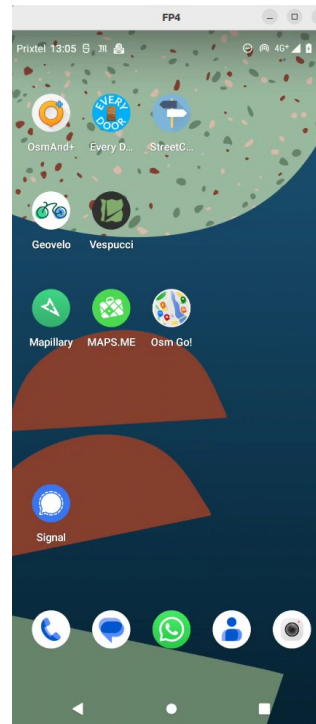 FP4
Prixtel 13:05
4G+
EVERY
DOOR
OsmAnd+ Every D... StreetC...
Geovelo Vespucci
Mapillary MAPS.ME Osm Go!
Signal